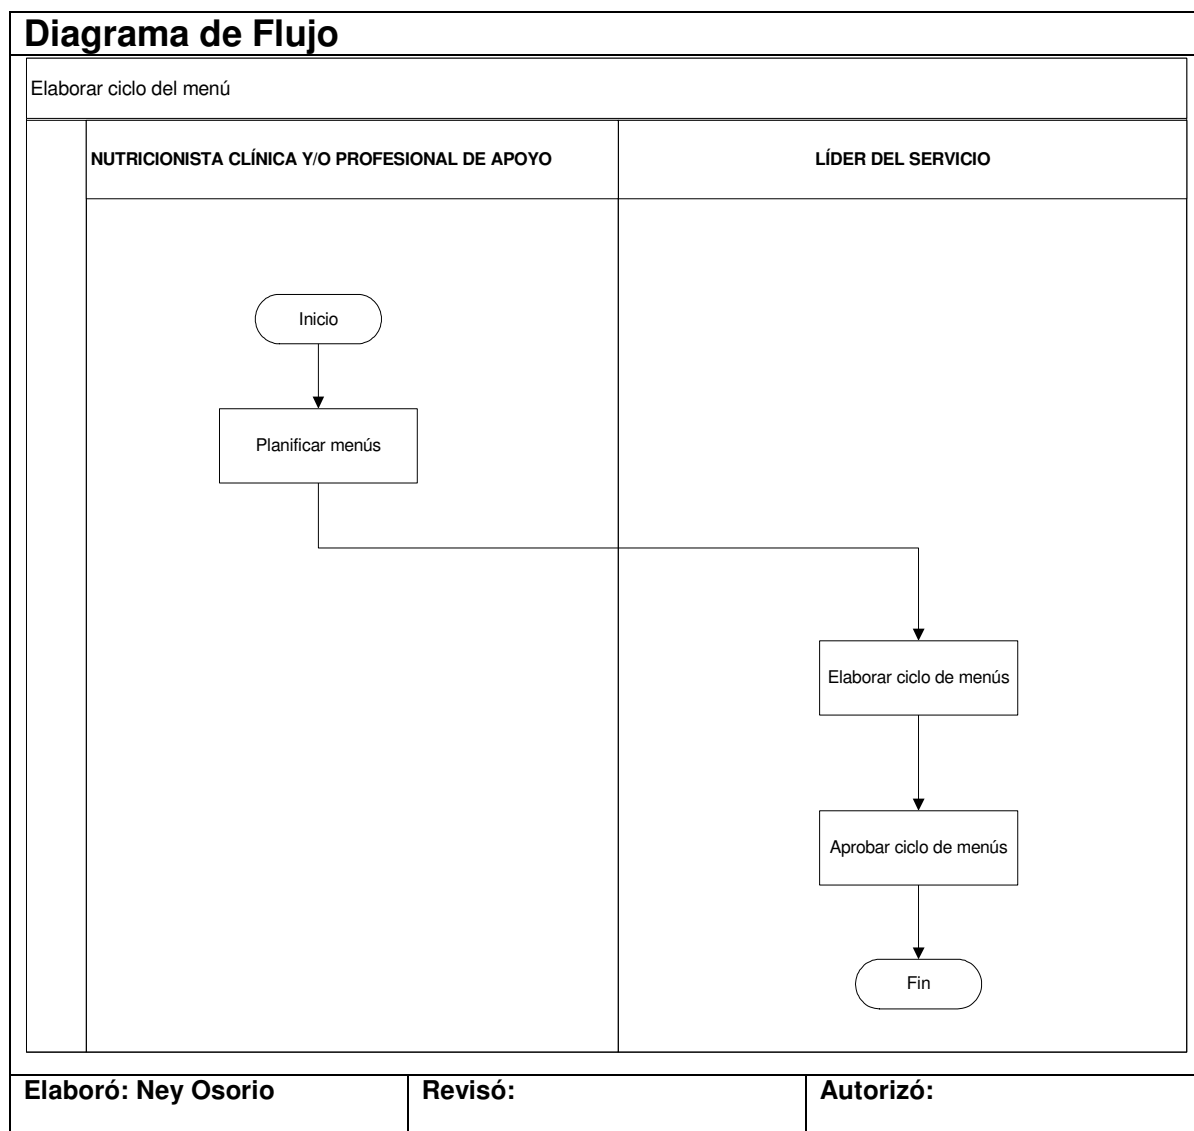 Diagrama de Flujo
Elaborar ciclo del menú
NUTRICIONISTA CLÍNICA Y/O PROFESIONAL DE APOYO
LÍDER DEL SERVICIO
Inicio
Planificar menús
Elaborar ciclo de menús
Aprobar ciclo de menús
Fin
Elaboró: Ney Osorio
Revisó:
Autorizó: